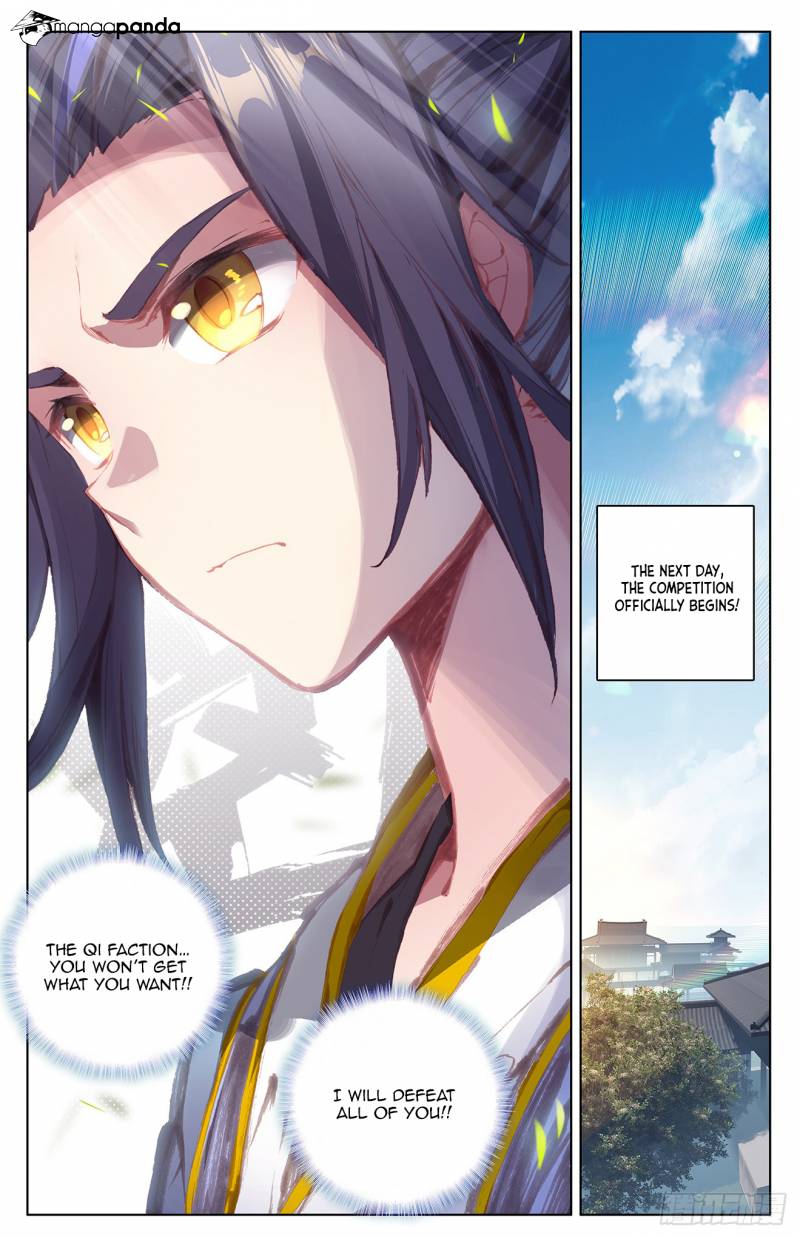 mangapanda
THE QI FACTION...
YOU WON'T GET
WHAT YOU WANT!!
I WILL DEFEAT
ALL OF YOU!!
THE NEXT DAY,
THE COMPETITION
OFFICIALLY BEGINS!